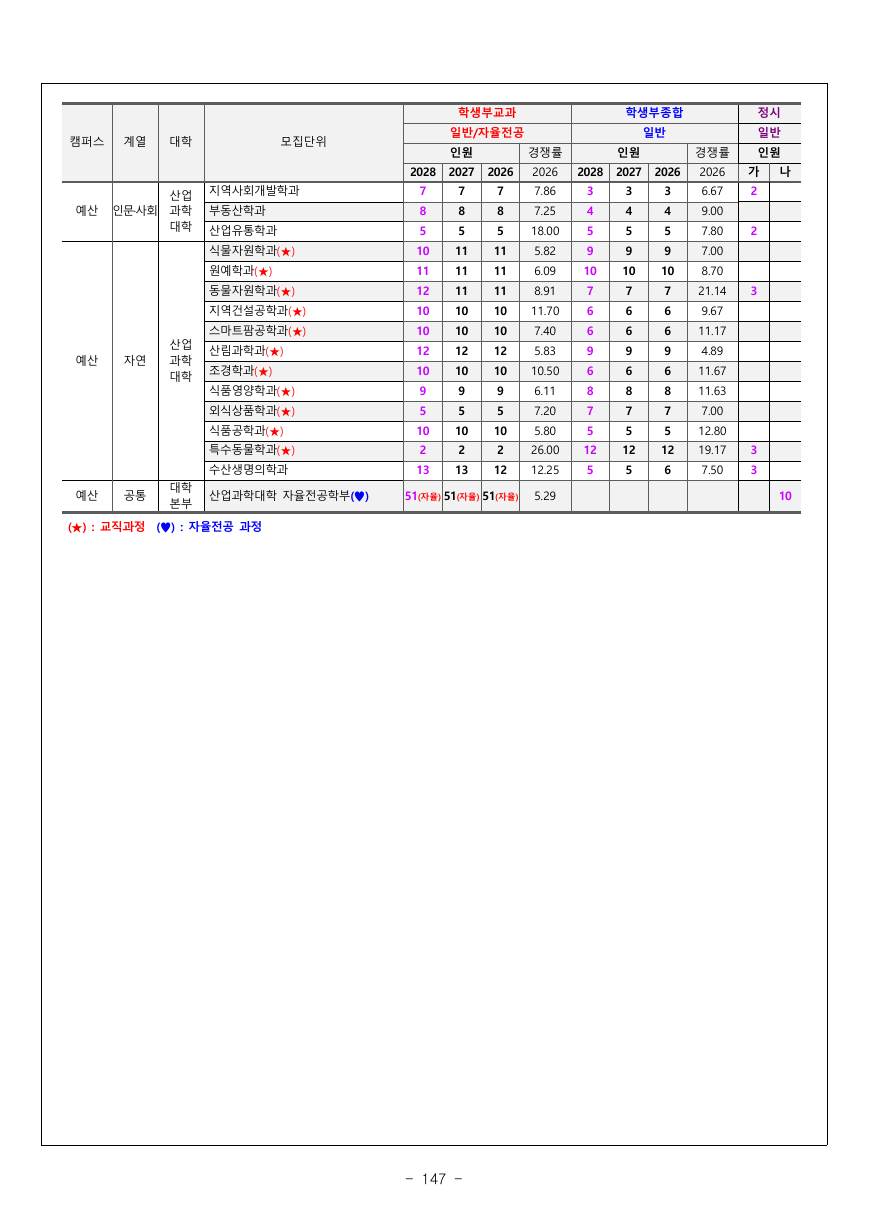 캠퍼스 계열 대학 모집단위 학생부교과 학생부종합 정시
일반/자율전공 일반 일반
인원 경쟁률 인원 경쟁률 인원
2028 2027 2026 2026 2028 2027 2026 2026 가 나
예산 인문·사회 산업과학대학
지역사회개발학과 7 7 7 7.86 3 3 3 6.67 2
부동산학과 8 8 8 7.25 4 4 4 9.00
산업유통학과 5 5 5 18.00 5 5 5 7.80 2
예산 자연 산업과학대학
식물자원학과(★) 10 11 11 5.82 9 9 9 7.00
원예학과(★) 11 11 11 6.09 10 10 10 8.70
동물자원학과(★) 12 11 11 8.91 7 7 7 21.14 3
지역건설공학과(★) 10 10 10 11.70 6 6 6 9.67
스마트팜공학과(★) 10 10 10 7.40 6 6 6 11.17
산림과학과(★) 12 12 12 5.83 9 9 9 4.89
조경학과(★) 10 10 10 10.50 6 6 6 11.67
식품영양학과(★) 9 9 9 6.11 8 8 8 11.63
외식상품학과(★) 5 5 5 7.20 7 7 7 7.00
식품공학과(★) 10 10 10 5.80 5 5 5 12.80
특수동물학과(★) 2 2 2 26.00 12 12 12 19.17 3
수산생명의학과 13 13 12 12.25 5 5 6 7.50 3
예산 공통 대학본부 산업과학대학 자율전공학부(♥) 51(자율) 51(자율) 51(자율) 5.29 10
(★) : 교직과정 (♥) : 자율전공 과정
- 147 -